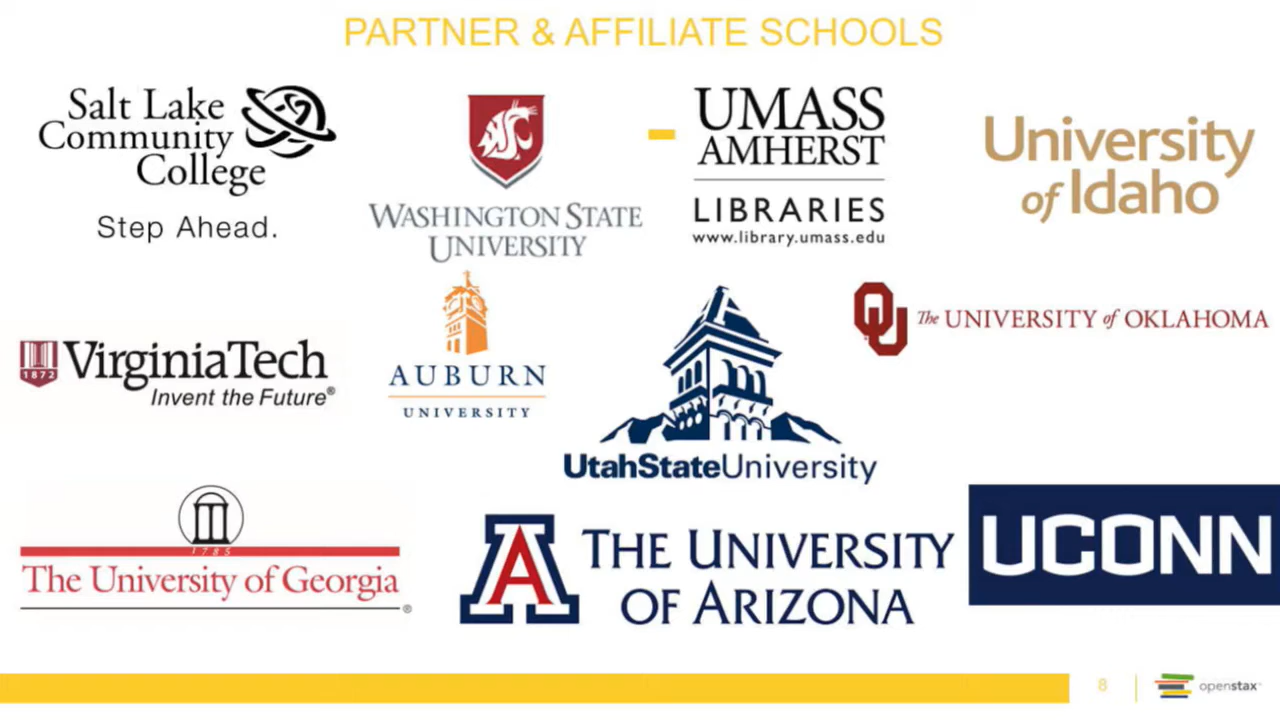 PARTNER & AFFILIATE SCHOOLS
Salt Lake
Community
College
Step Ahead.
WASHINGTON STATE
UNIVERSITY
UMASS
AMHERST
LIBRARIES
www.library.umass.edu
University
of Idaho
1872
VirginiaTech
Invent the Future®
AUBURN
UNIVERSITY
UtahStateUniversity
OU The UNIVERSITY of OKLAHOMA
1785
The University of Georgia
®
A
THE UNIVERSITY
OF ARIZONA
UCONN
8
openstax™